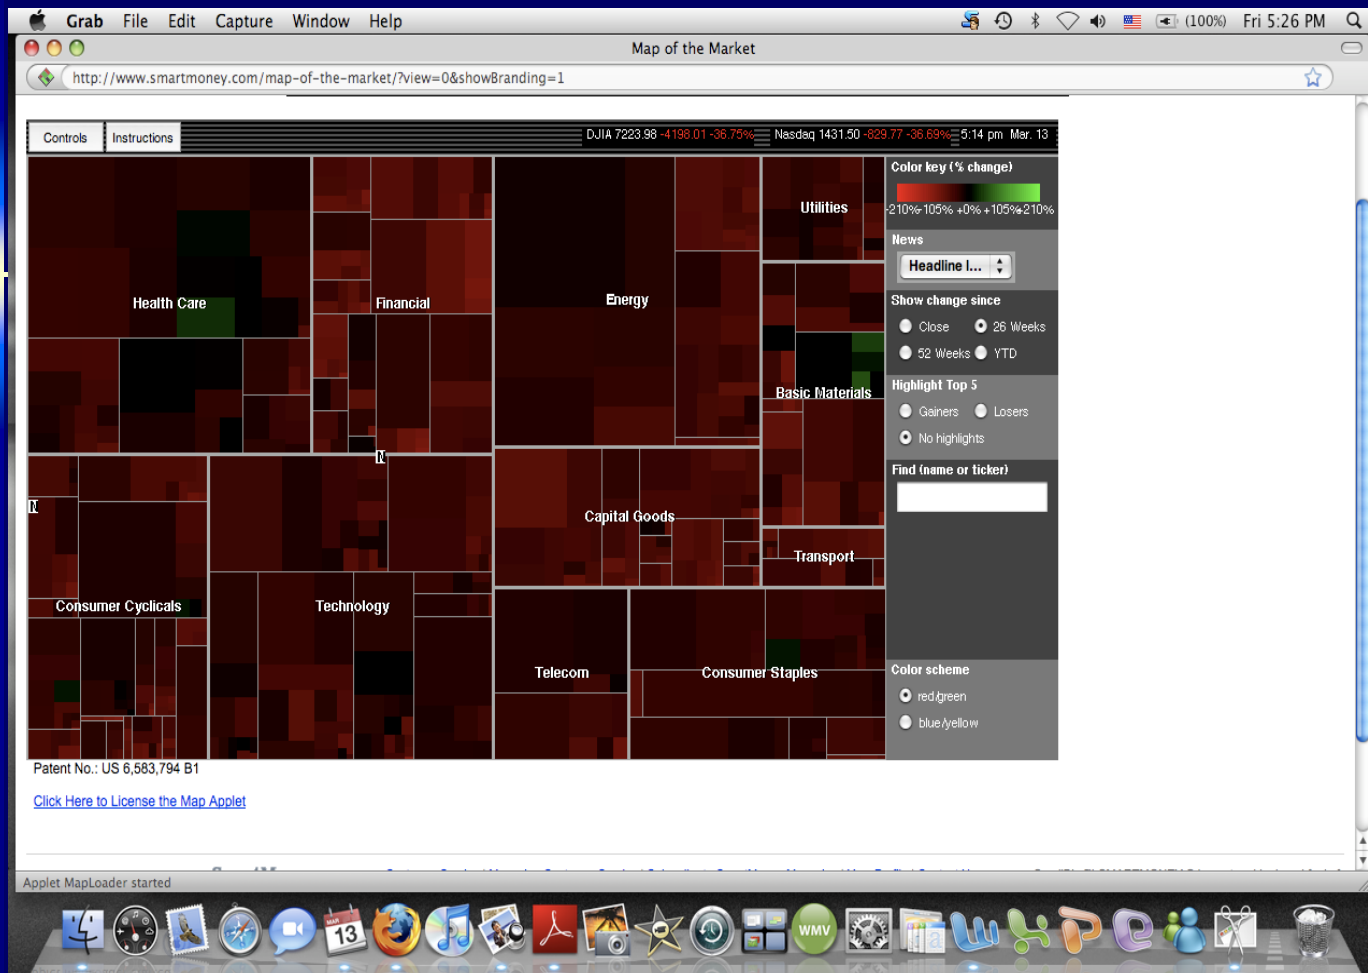 Grab File Edit Capture Window Help (100%) Fri 5:26 PM
Map of the Market
http://www.smartmoney.com/map-of-the-market/?view=0&showBranding=1
Controls Instructions DJIA 7223.98 -4198.01 -36.75% Nasdaq 1431.50 -829.77 -36.69% 5:14 pm Mar. 13
Color key (% change)
-210% -105% +0% +105% +210%
Utilities
News
Headline I...
Health Care Financial Energy
Show change since
Close 26 Weeks
52 Weeks YTD
Basic Materials
Highlight Top 5
Gainers Losers
No highlights
N
Find (name or ticker)
N
Capital Goods
Transport
Consumer Cyclicals Technology
Telecom Consumer Staples
Color scheme
red/green
blue/yellow
Patent No.: US 6,583,794 B1
Click Here to License the Map Applet
Applet MapLoader started
MAR
13
WMV